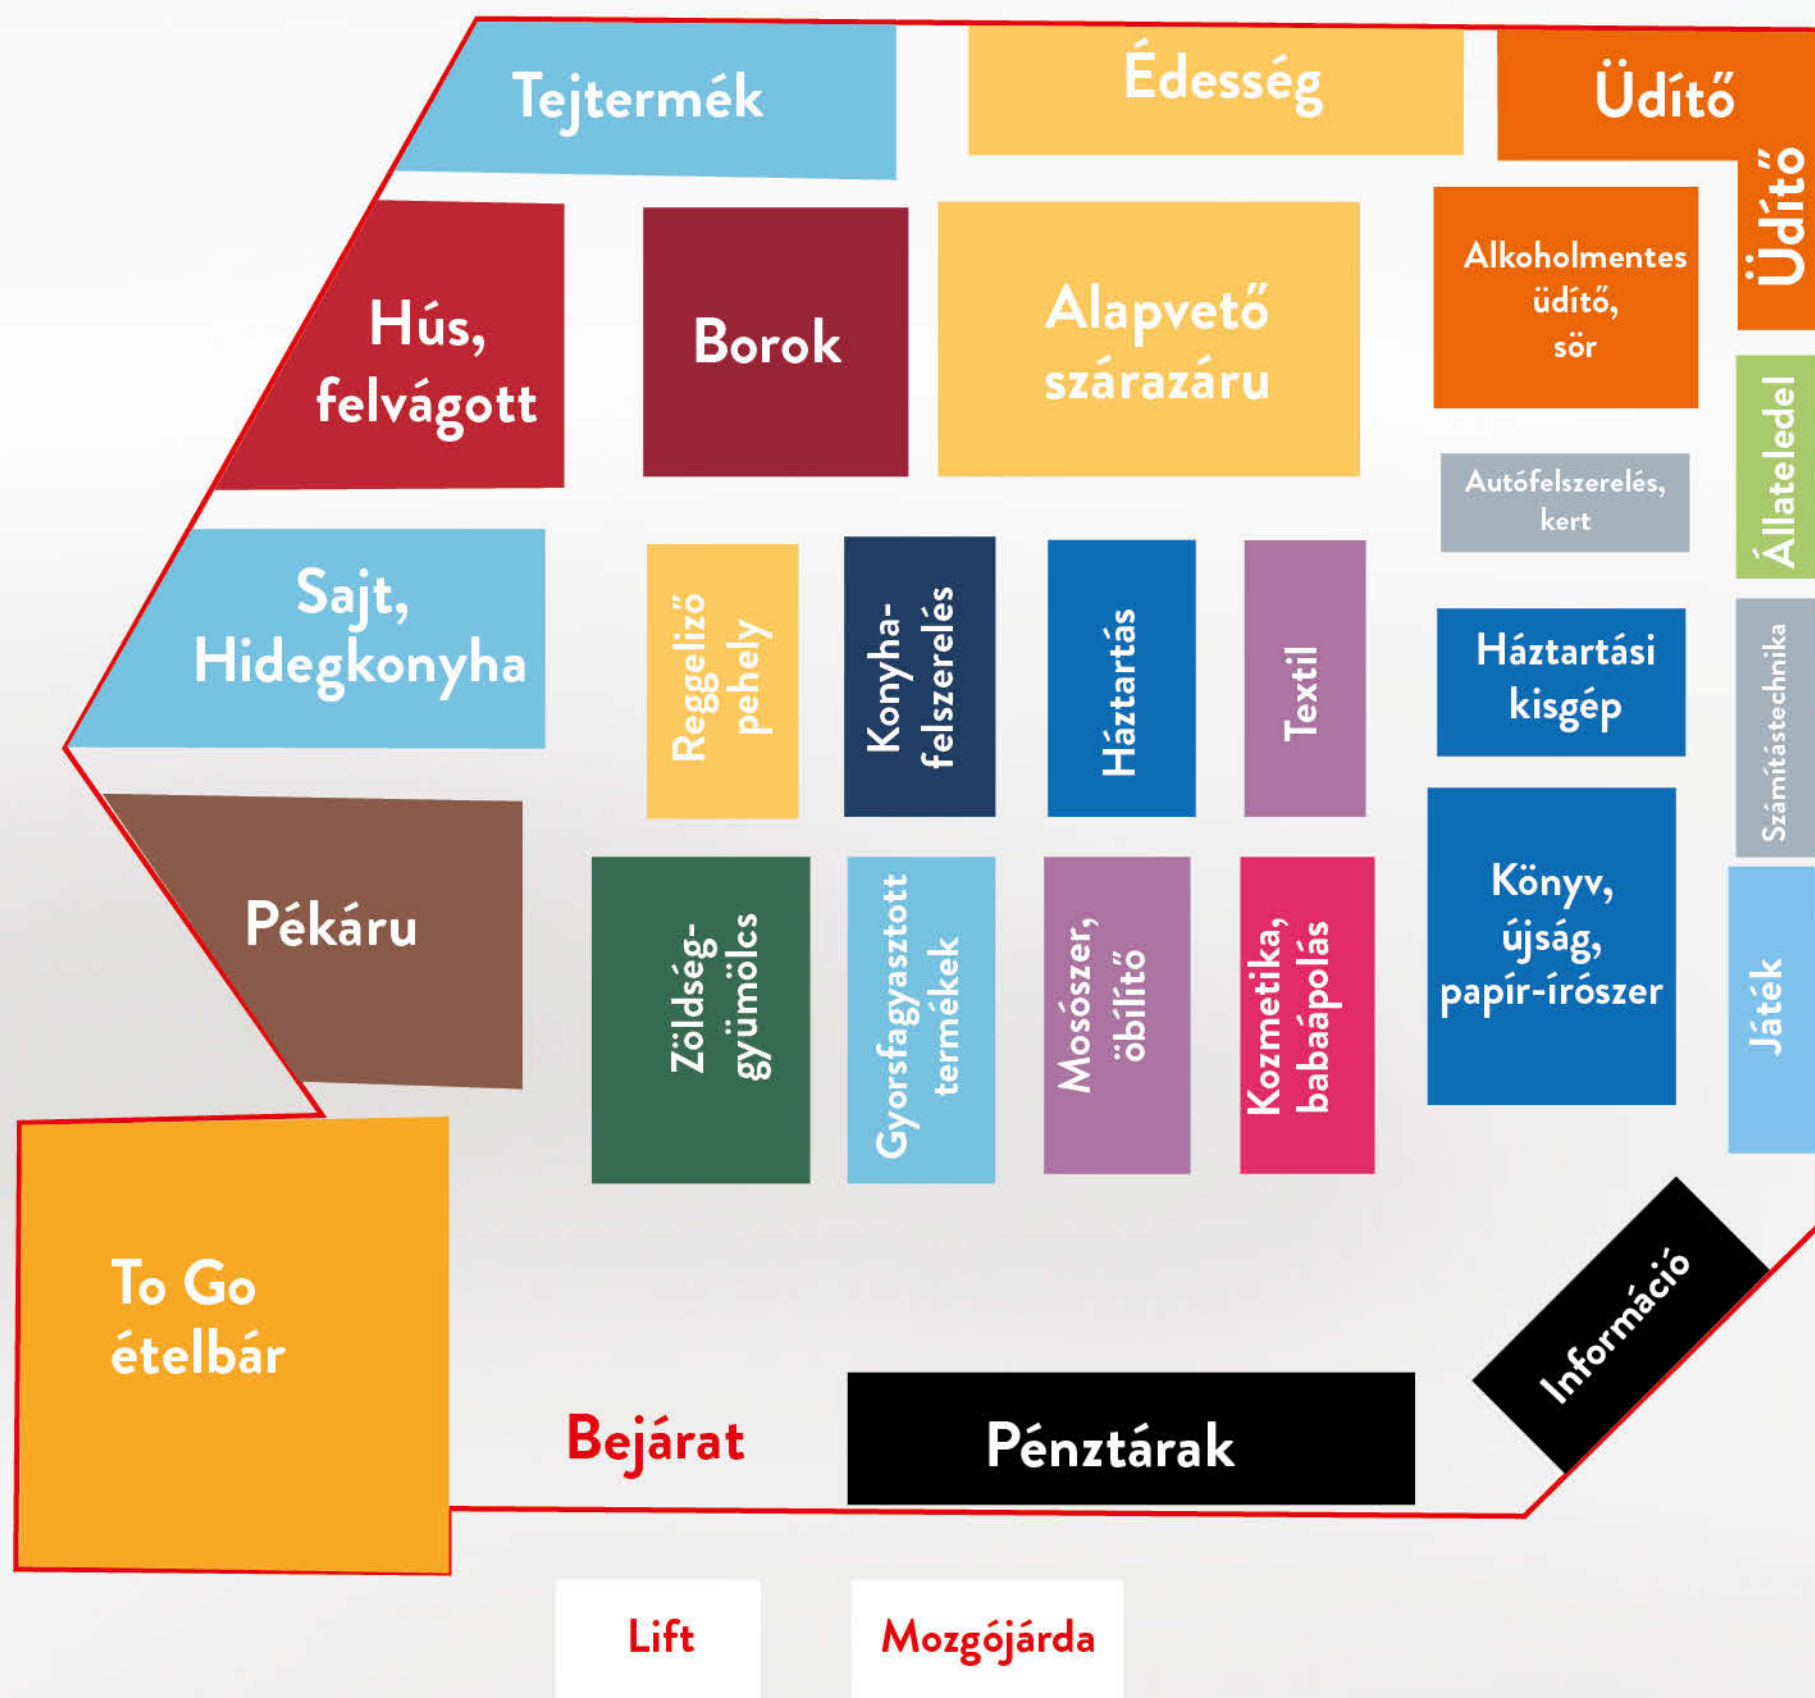 Tejtermék
Édesség
Üdítő
Üdítő
Hús,
felvágott
Borok
Alapvető
szárazáru
Alkoholmentes
üdítő,
sör
Állateledel
Autófelszerelés,
kert
Sajt,
Hidegkonyha
Reggeliző
pehely
Konyha-
felszerelés
Háztartás
Textil
Háztartási
kisgép
Számítástechnika
Pékáru
Zöldség-
gyümölcs
Gyorsfagyasztott
termékek
Mosószer,
öbílítő
Kozmetika,
babaápolás
Könyv,
újság,
papír-írószer
Játék
To Go
ételbár
Információ
Bejárat
Pénztárak
Lift
Mozgójárda